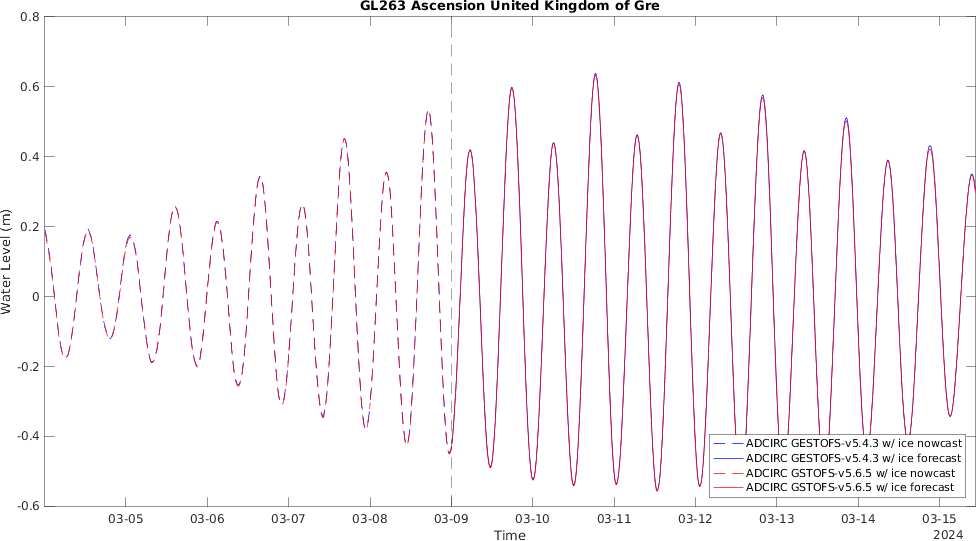 GL263 Ascension United Kingdom of Gre
0.8
0.6
0.4
0.2
0
-0.2
-0.4
-0.6
Water Level (m)
ADCIRC GESTOFS-v5.4.3 w/ ice nowcast
ADCIRC GESTOFS-v5.4.3 w/ ice forecast
ADCIRC GSTOFS-v5.6.5 w/ ice nowcast
ADCIRC GSTOFS-v5.6.5 w/ ice forecast
03-05 03-06 03-07 03-08 03-09 03-10 03-11 03-12 03-13 03-14 03-15
Time
2024